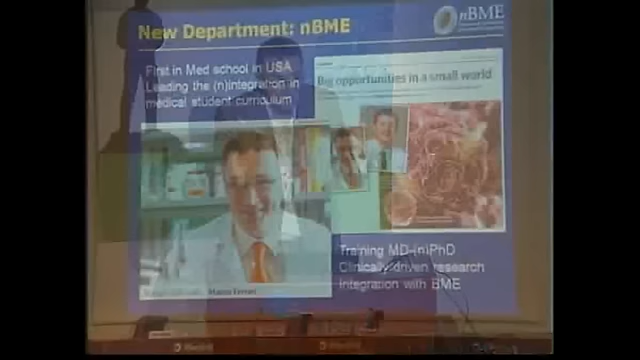 New Department: nBME
nBME
First in Med school in USA
Leading the (n)integration in
medical student curriculum
Big opportunities in a small world
Training MD-(n)PhD
Clinically driven research
Integration with BME